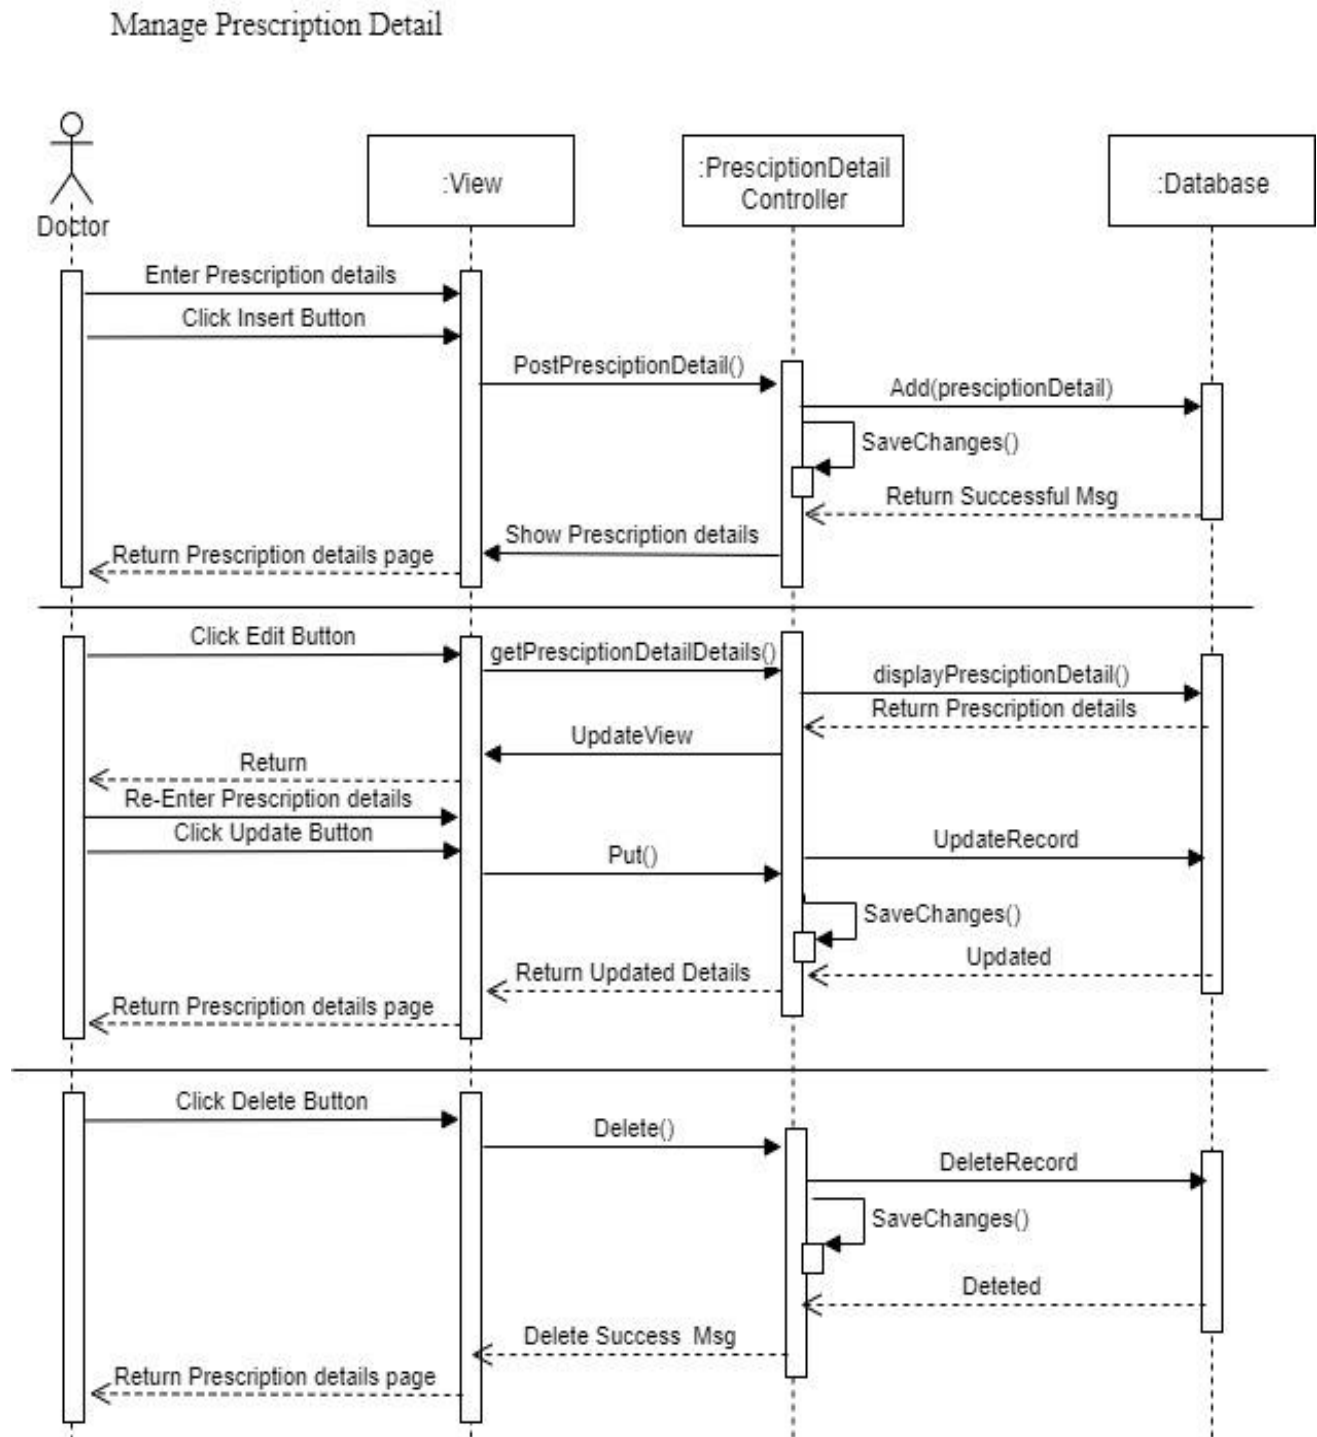 Manage Prescription Detail
Doctor
:View
:PresciptionDetail
Controller
:Database
Enter Prescription details
Click Insert Button
PostPresciptionDetail()
Add(presciptionDetail)
SaveChanges()
Return Successful Msg
Show Prescription details
Return Prescription details page
Click Edit Button
getPresciptionDetailDetails()
displayPresciptionDetail()
Return Prescription details
UpdateView
Return
Re-Enter Prescription details
Click Update Button
Put()
UpdateRecord
SaveChanges()
Updated
Return Updated Details
Return Prescription details page
Click Delete Button
Delete()
DeleteRecord
SaveChanges()
Deteted
Delete Success Msg
Return Prescription details page